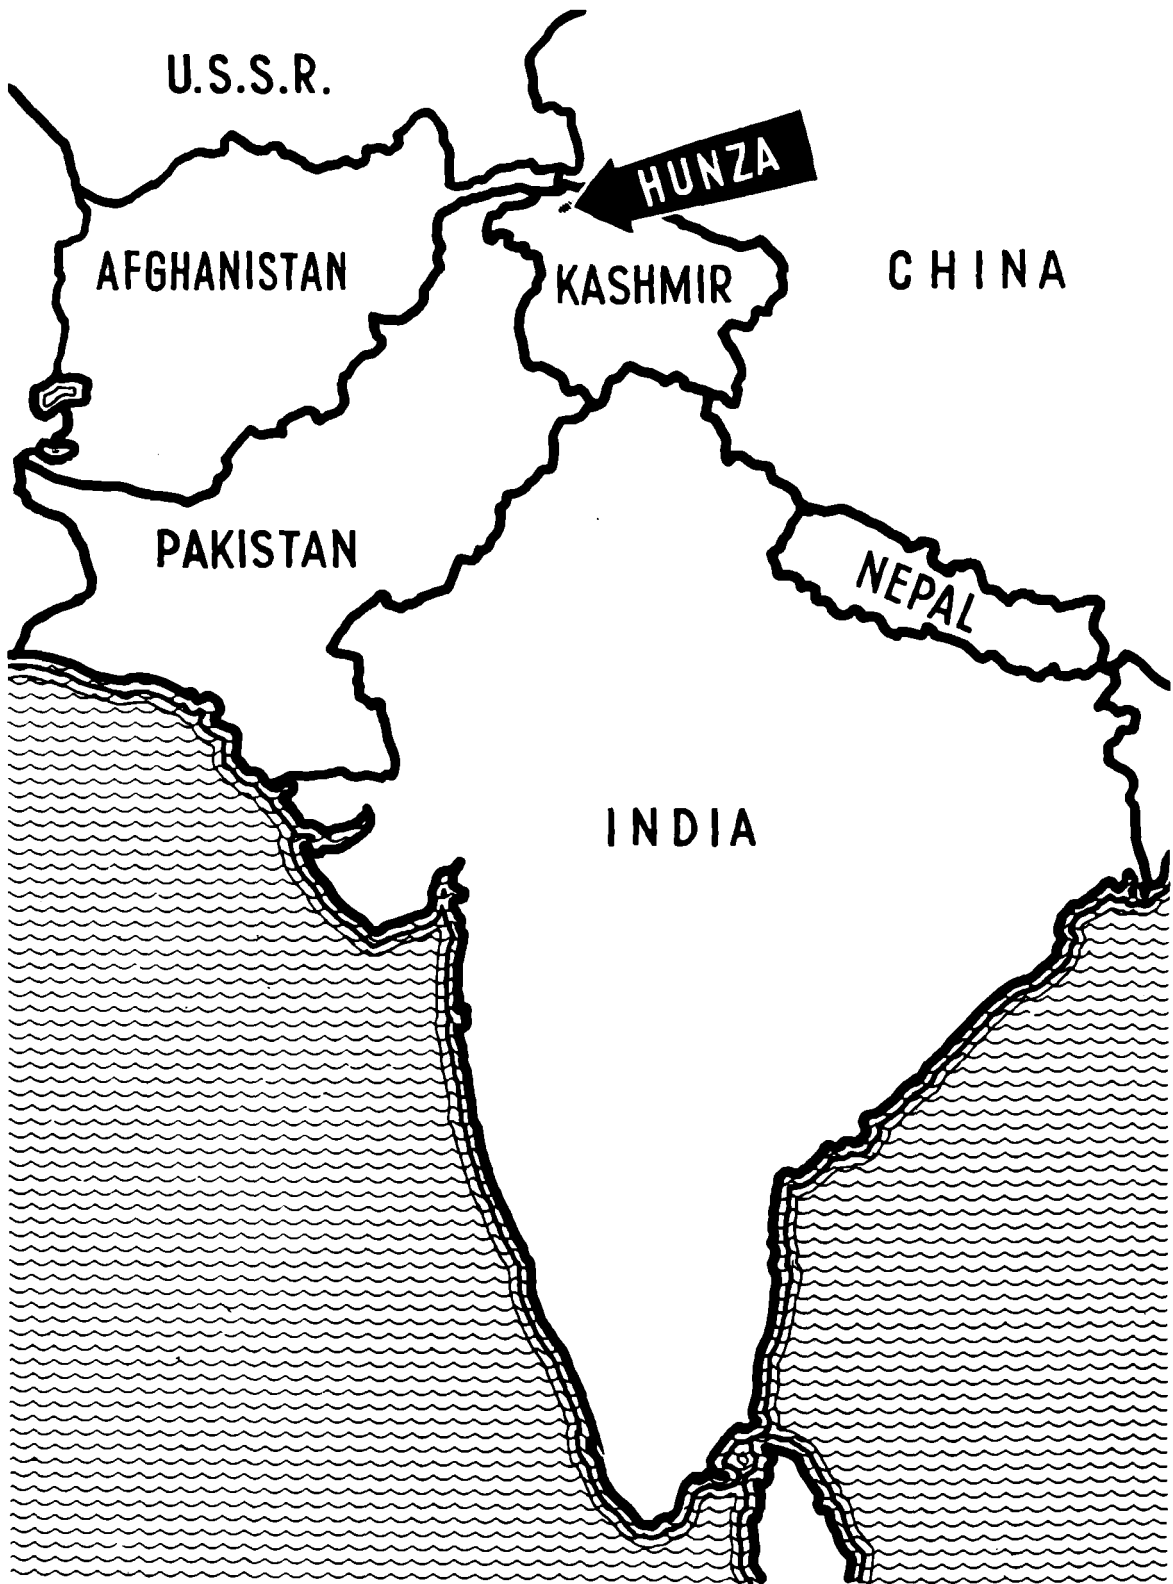 U.S.S.R.
HUNZA
AFGHANISTAN
KASHMIR
CHINA
PAKISTAN
NEPAL
INDIA